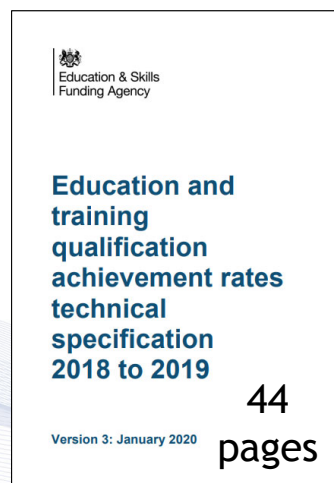 Education & Skills
Funding Agency
Education and
training
qualification
achievement rates
technical
specification
2018 to 2019
44
Version 3: January 2020
pages